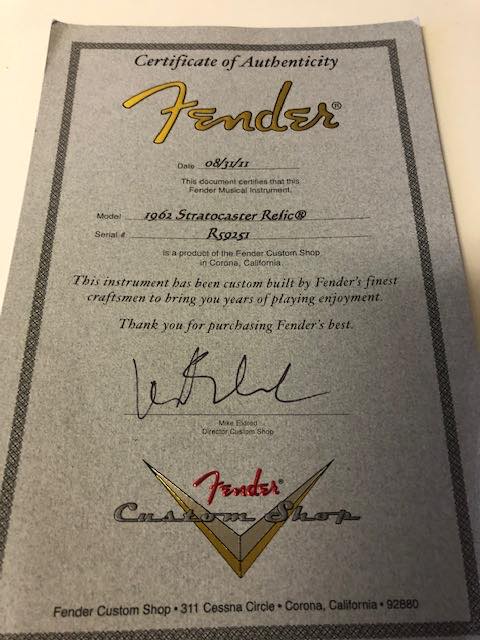 Certificate of Authenticity
Fender®
Date 08/31/11
This document certifies that this
Fender Musical Instrument.
Model 1962 Stratocaster Relic®
Serial # R59251
is a product of the Fender Custom Shop
in Corona, California
This instrument has been custom built by Fender's finest
craftsmen to bring you years of playing enjoyment.
Thank you for purchasing Fender's best.
Mike Eldred
Director Custom Shop
Fender®
Custom Shop
Fender Custom Shop • 311 Cessna Circle • Corona, California • 92880